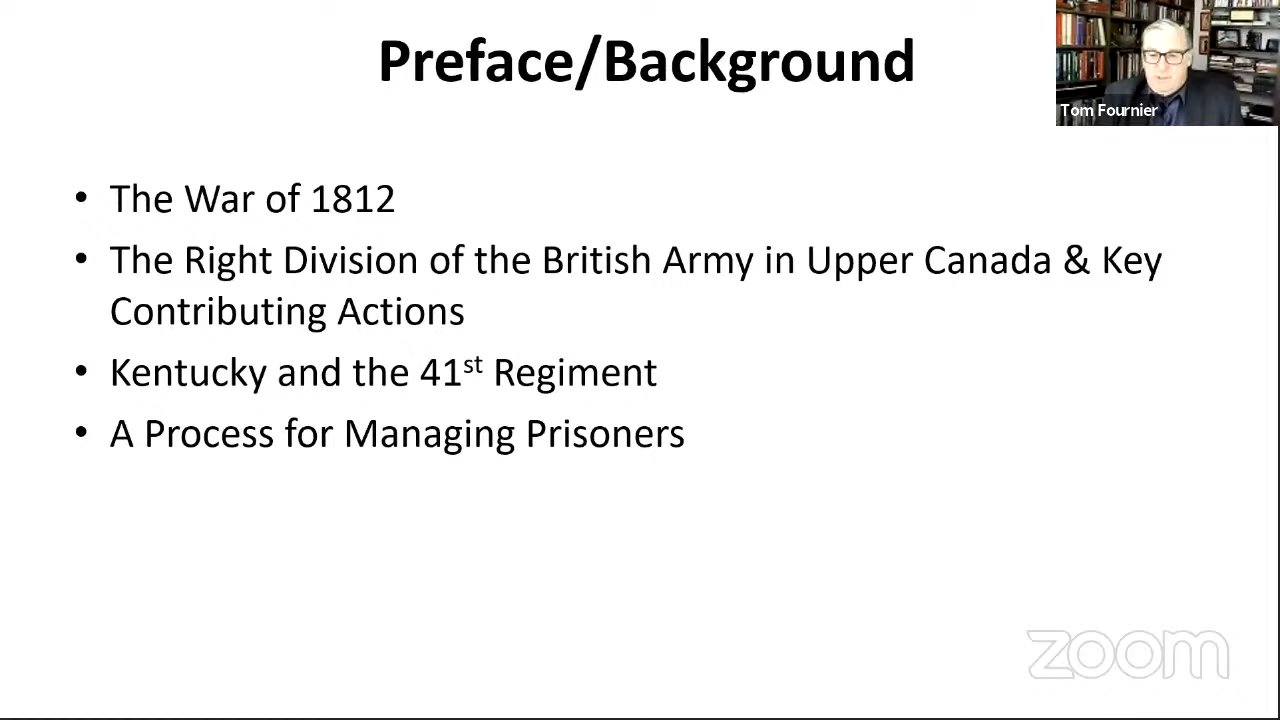 Preface/Background
Tom Fournier
• The War of 1812
• The Right Division of the British Army in Upper Canada & Key
Contributing Actions
• Kentucky and the 41st Regiment
• A Process for Managing Prisoners
zoom